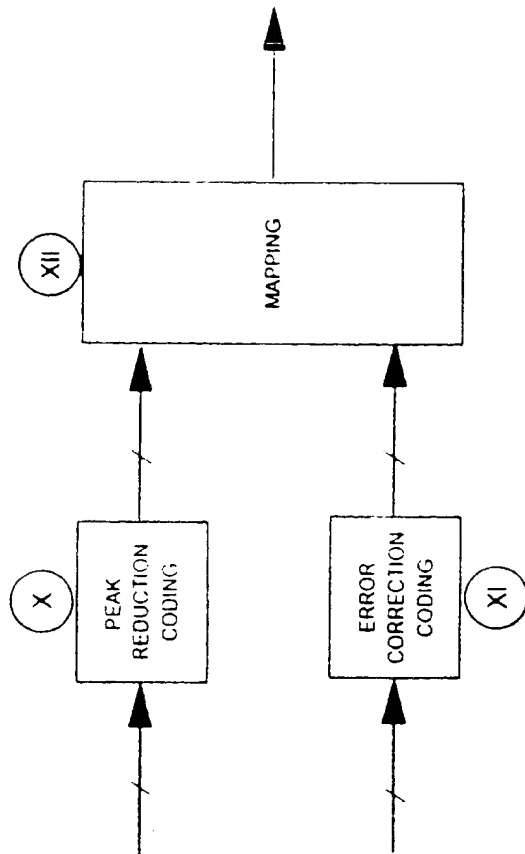 X
PEAK
REDUCTION
CODING
XI
ERROR
CORRECTION
CODING
XII
MAPPING